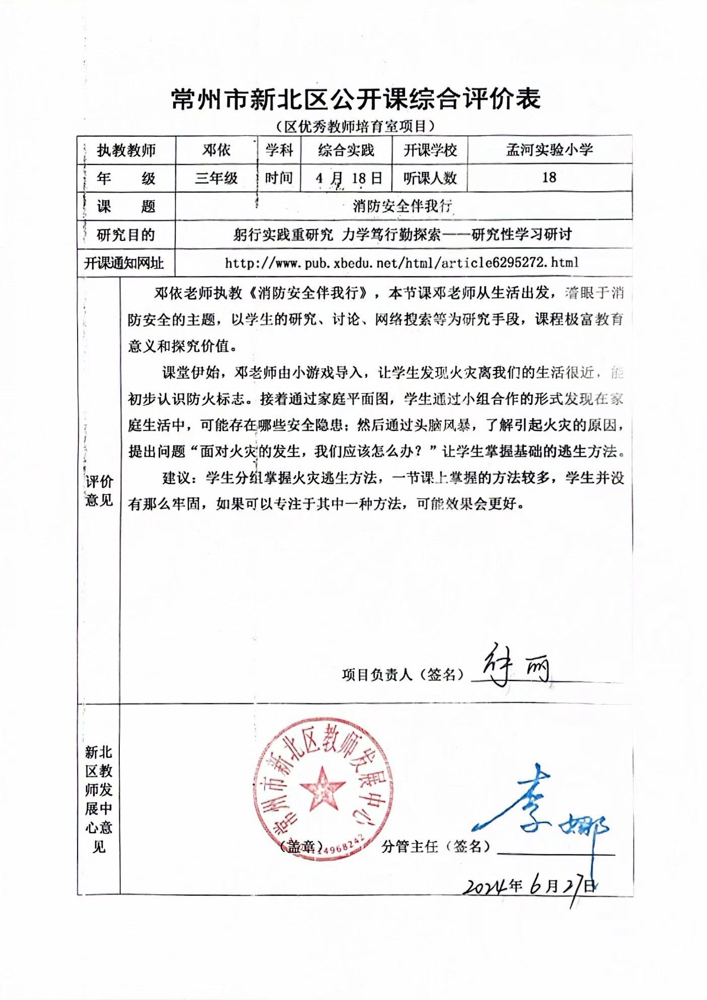 常州市新北区公开课综合评价表
（区优秀教师培育室项目）
执教教师 邓依 学科 综合实践 开课学校 孟河实验小学
年 级 三年级 时间 4 月 18 日 听课人数 18
课 题 消防安全伴我行
研究目的 躬行实践重研究 力学笃行勤探索——研究性学习研讨
开课通知网址 http://www.pub.xbedu.net/html/article6295272.html
评价
意见
邓依老师执教《消防安全伴我行》，本节课邓老师从生活出发，着眼于消
防安全的主题，以学生的研究、讨论、网络搜索等为研究手段，课程极富教育
意义和探究价值。
课堂伊始，邓老师由小游戏导入，让学生发现火灾离我们的生活很近，能
初步认识防火标志。接着通过家庭平面图，学生通过小组合作的形式发现在家
庭生活中，可能存在哪些安全隐患；然后通过头脑风暴，了解引起火灾的原因，
提出问题“面对火灾的发生，我们应该怎么办？”让学生掌握基础的逃生方法。
建议：学生分组掌握火灾逃生方法，一节课上掌握的方法较多，学生并没
有那么牢固，如果可以专注于其中一种方法，可能效果会更好。
项目负责人（签名）丽
新北
区教
师发
展中
心意
见
常州市新北区教师发展中心
（盖章） 分管主任（签名）李娜
2024年 6 月 27 日